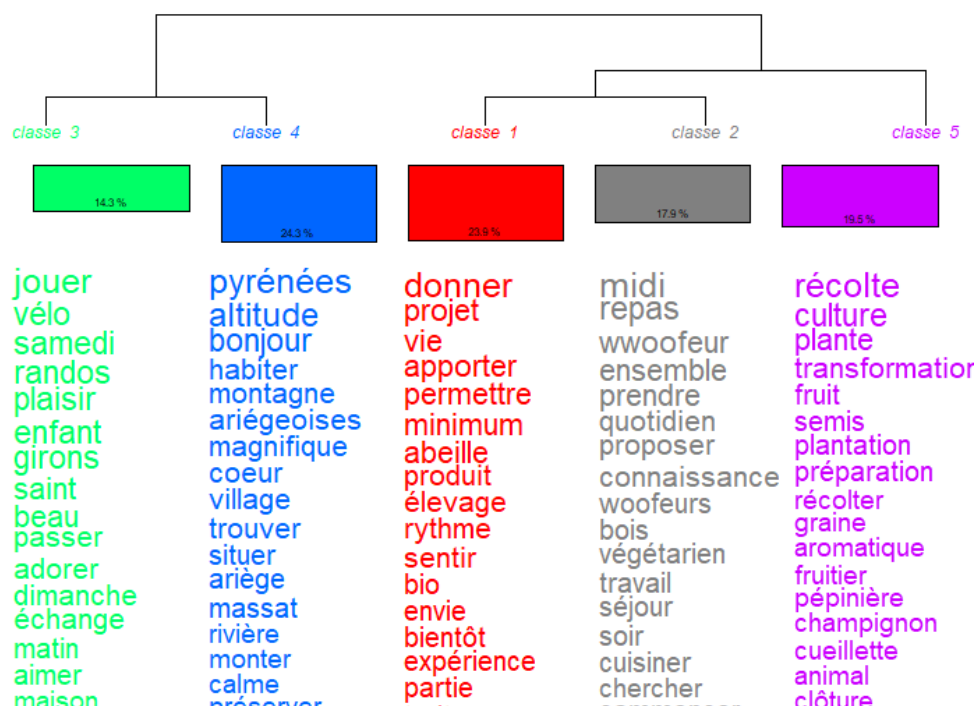 classe 3 classe 4 classe 1 classe 2 classe 5
14.3 % 24.3 % 23.9 % 17.9 % 19.5 %
jouer pyrénées donner midi récolte
vélo altitude projet repas culture
samedi bonjour vie wwoofeur plante
randos habiter apporter ensemble transformation
plaisir montagne permettre prendre fruit
enfant ariégeoises minimum quotidien semis
girons magnifique abeille proposer plantation
saint coeur produit connaissance préparation
beau village élevage woofeurs récolter
passer trouver rythme bois graine
adorer situer sentir végétarien aromatique
dimanche ariège bio travail fruitier
échange massat envie séjour pépinière
matin rivière bientôt soir champignon
aimer monter expérience cuisiner cueillette
maison calme partie chercher animal
préserver commencer clôture